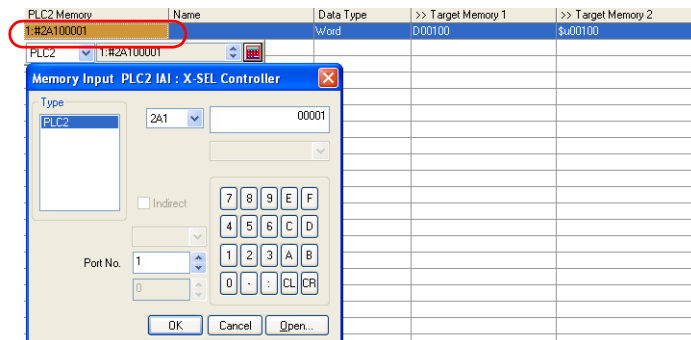 PLC2 Memory Name Data Type >> Target Memory 1 >> Target Memory 2
1:#2A100001 Word D00100 $u00100
PLC2 1:#2A100001
Memory Input PLC2 IAI : X-SEL Controller
Type
PLC2
2A1 00001
Indirect
7 8 9 E F
4 5 6 C D
Port No. 1
1 2 3 A B
0
0 - : CL CR
OK Cancel Open...